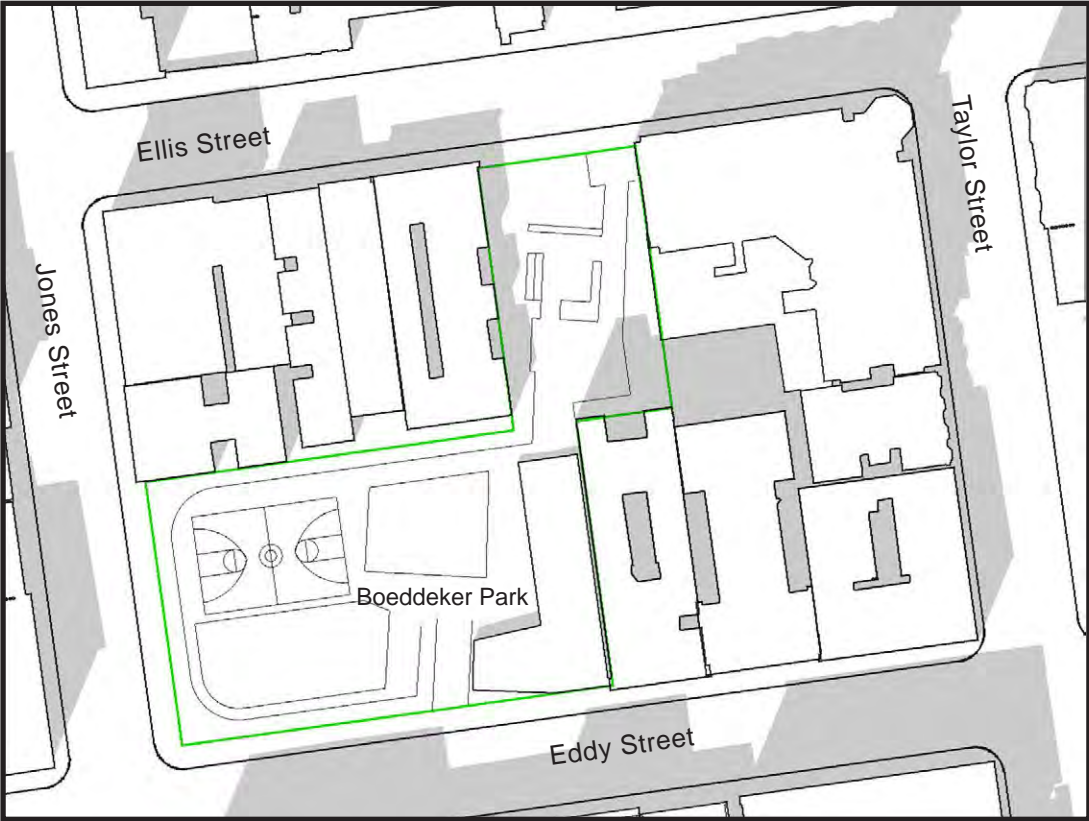 Ellis Street
Taylor Street
Jones Street
Boeddeker Park
Eddy Street